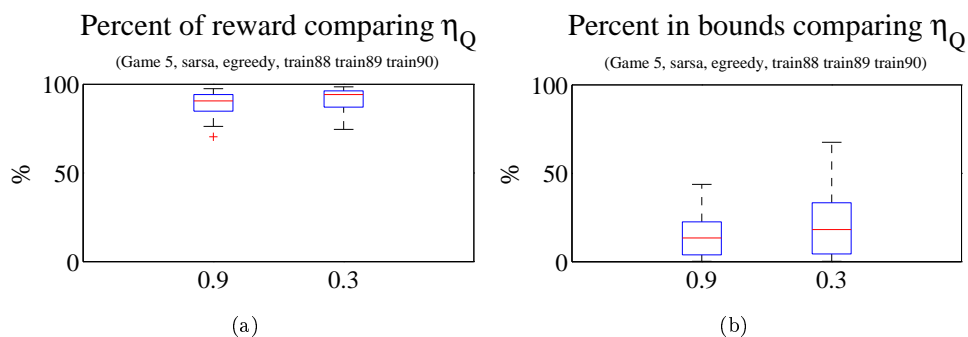 Percent of reward comparing η_Q
(Game 5, sarsa, egreedy, train88 train89 train90)
100
50
0
%
0.9 0.3
(a)
Percent in bounds comparing η_Q
(Game 5, sarsa, egreedy, train88 train89 train90)
100
50
0
%
0.9 0.3
(b)